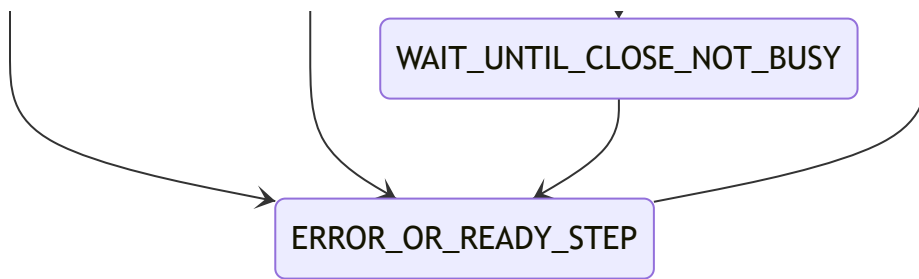 WAIT_UNTIL_CLOSE_NOT_BUSY
ERROR_OR_READY_STEP